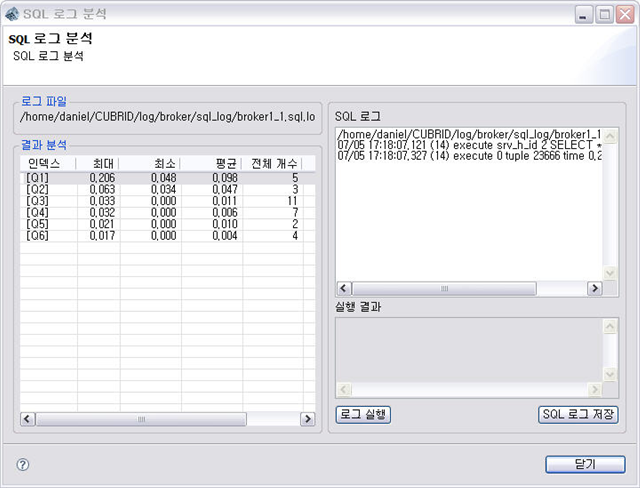 SQL 로그 분석
SQL 로그 분석
SQL 로그 분석
로그 파일
/home/daniel/CUBRID/log/broker/sql_log/broker1_1.sql.lo
결과 분석
인덱스 최대 최소 평균 전체 개수
[Q1] 0.206 0.048 0.098 5
[Q2] 0.063 0.034 0.047 3
[Q3] 0.033 0.000 0.011 11
[Q4] 0.032 0.000 0.006 7
[Q5] 0.021 0.000 0.010 2
[Q6] 0.017 0.000 0.004 4
SQL 로그
/home/daniel/CUBRID/log/broker/sql_log/broker1_1
07/05 17:18:07.121 (14) execute srv_h_id 2 SELECT *
07/05 17:18:07.327 (14) execute 0 tuple 23666 time 0.2
실행 결과
로그 실행
SQL 로그 저장
?
닫기